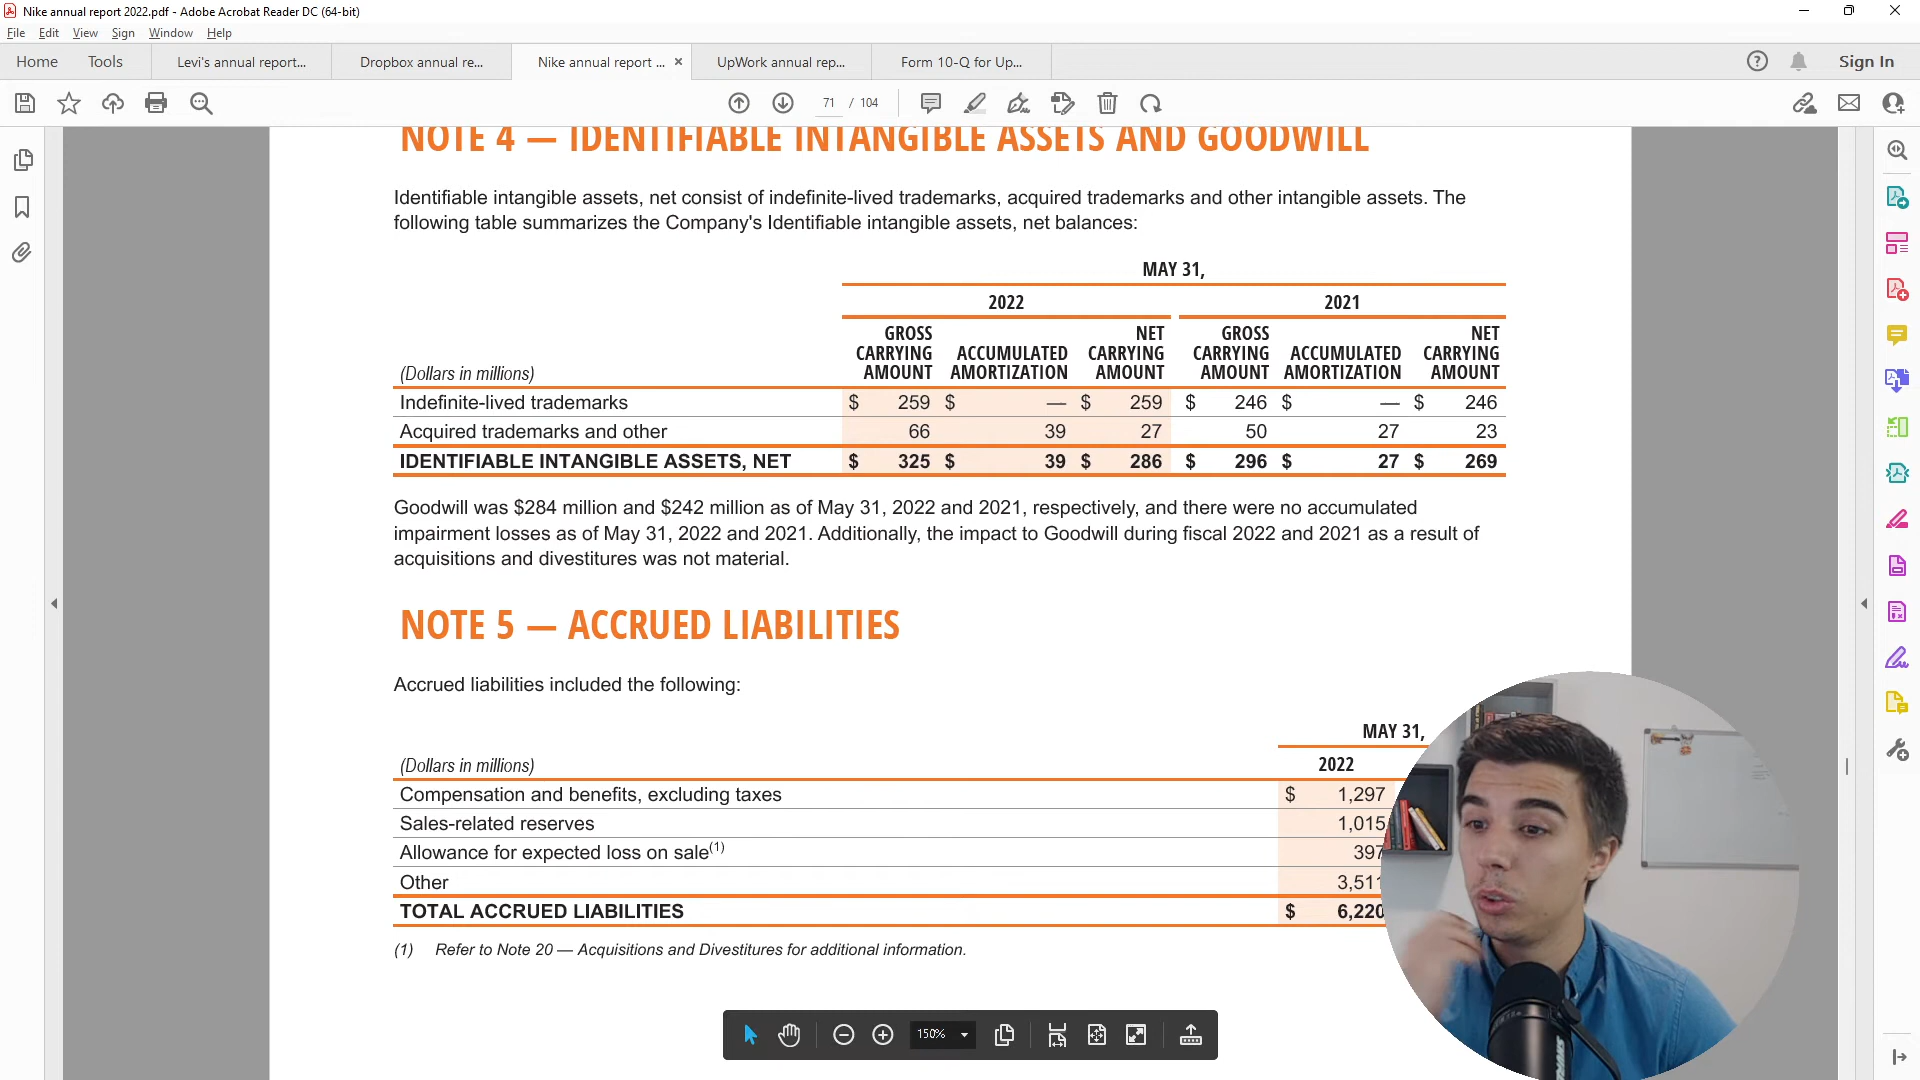 Nike annual report 2022.pdf - Adobe Acrobat Reader DC (64-bit)
File Edit View Sign Window Help
Home Tools Levi's annual report... Dropbox annual re... Nike annual report ... × UpWork annual rep... Form 10-Q for Up... Sign In
71 / 104
NOTE 4 — IDENTIFIABLE INTANGIBLE ASSETS AND GOODWILL
Identifiable intangible assets, net consist of indefinite-lived trademarks, acquired trademarks and other intangible assets. The
following table summarizes the Company's Identifiable intangible assets, net balances:
MAY 31,
2022 2021
GROSS NET GROSS NET
CARRYING ACCUMULATED CARRYING CARRYING ACCUMULATED CARRYING
(Dollars in millions) AMOUNT AMORTIZATION AMOUNT AMOUNT AMORTIZATION AMOUNT
Indefinite-lived trademarks $ 259 $ — $ 259 $ 246 $ — $ 246
Acquired trademarks and other 66 39 27 50 27 23
IDENTIFIABLE INTANGIBLE ASSETS, NET $ 325 $ 39 $ 286 $ 296 $ 27 $ 269
Goodwill was $284 million and $242 million as of May 31, 2022 and 2021, respectively, and there were no accumulated
impairment losses as of May 31, 2022 and 2021. Additionally, the impact to Goodwill during fiscal 2022 and 2021 as a result of
acquisitions and divestitures was not material.
NOTE 5 — ACCRUED LIABILITIES
Accrued liabilities included the following:
MAY 31,
(Dollars in millions) 2022
Compensation and benefits, excluding taxes $ 1,297
Sales-related reserves 1,015
Allowance for expected loss on sale(1) 397
Other 3,511
TOTAL ACCRUED LIABILITIES $ 6,220
(1) Refer to Note 20 — Acquisitions and Divestitures for additional information.
150%